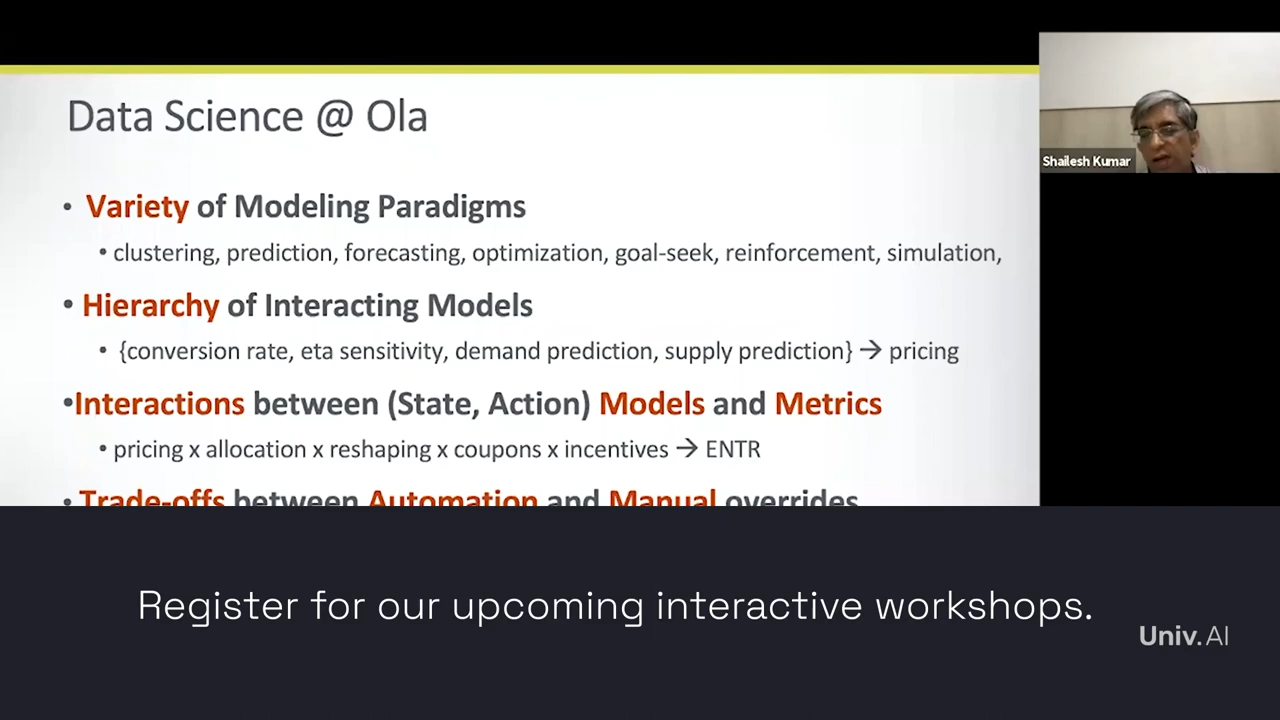 Data Science @ Ola
Shailesh Kumar
• Variety of Modeling Paradigms
• clustering, prediction, forecasting, optimization, goal-seek, reinforcement, simulation,
• Hierarchy of Interacting Models
• {conversion rate, eta sensitivity, demand prediction, supply prediction} → pricing
•Interactions between (State, Action) Models and Metrics
• pricing x allocation x reshaping x coupons x incentives → ENTR
• Trade-offs between Automation and Manual overrides
Register for our upcoming interactive workshops.
Univ.AI